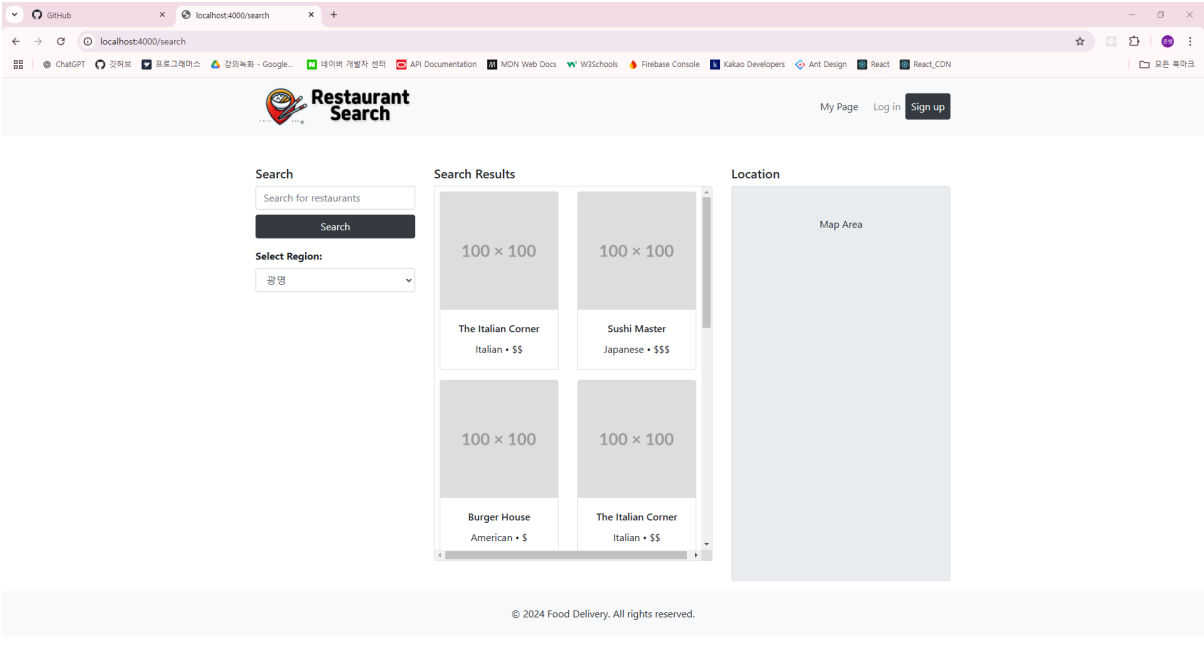 GitHub
localhost:4000/search
localhost:4000/search
ChatGPT 깃허브 프로그래머스 강의녹화 - Google... 네이버 개발자 센터 API Documentation MDN Web Docs W3Schools Firebase Console Kakao Developers Ant Design React React_CDN 모든 북마크
Restaurant
Search
My Page Log in Sign up
Search
Search for restaurants
Search
Select Region:
광명
Search Results
100 × 100 100 × 100
The Italian Corner Sushi Master
Italian • $$ Japanese • $$$
100 × 100 100 × 100
Burger House The Italian Corner
American • $ Italian • $$
Location
Map Area
© 2024 Food Delivery. All rights reserved.